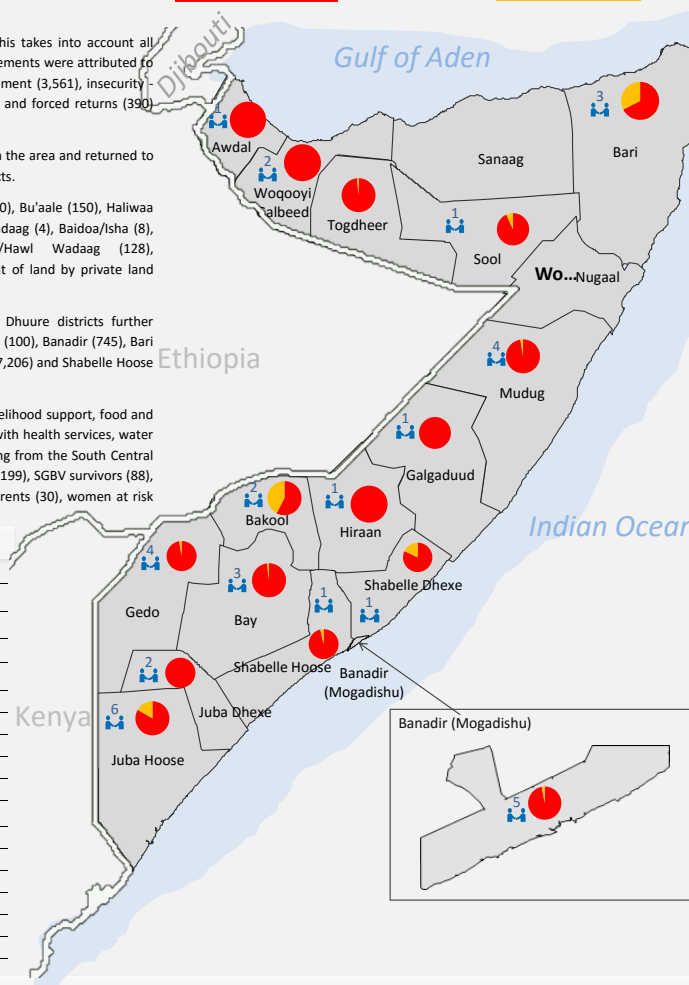 his takes into account all
ements were attributed to
ement (3,561), insecurity -
and forced returns (390)
n the area and returned to
cts.
0), Bu'aale (150), Haliwaa
daag (4), Baidoa/Isha (8),
/Hawl Wadaag (128),
t of land by private land
Dhuure districts further
(100), Banadir (745), Bari
7,206) and Shabelle Hoose
elihood support, food and
with health services, water
ng from the South Central
199), SGBV survivors (88),
rents (30), women at risk
Gulf of Aden
Djibouti
Ethiopia
Kenya
Indian Ocean
1
Awdal
2
Woqooyi
Galbeed
Togdheer
Sanaag
3
Bari
1
Sool
Wo...
Nugaal
4
Mudug
1
Galgaduud
2
Bakool
1
Hiraan
Shabelle Dhexe
4
Gedo
3
Bay
1
1
Shabelle Hoose
Banadir
(Mogadishu)
2
Juba Dhexe
6
Juba Hoose
Banadir (Mogadishu)
5